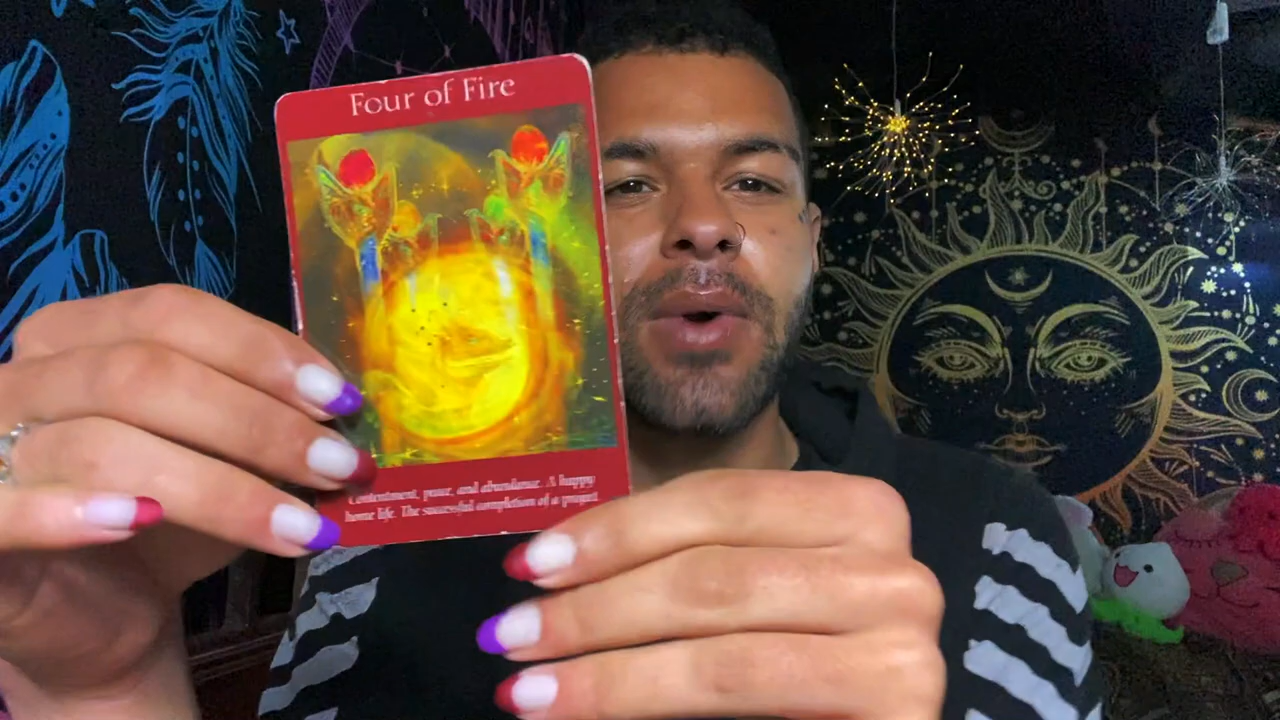 Four of Fire
Contentment, peace, and abundance. A happy
home life. The successful completion of a project